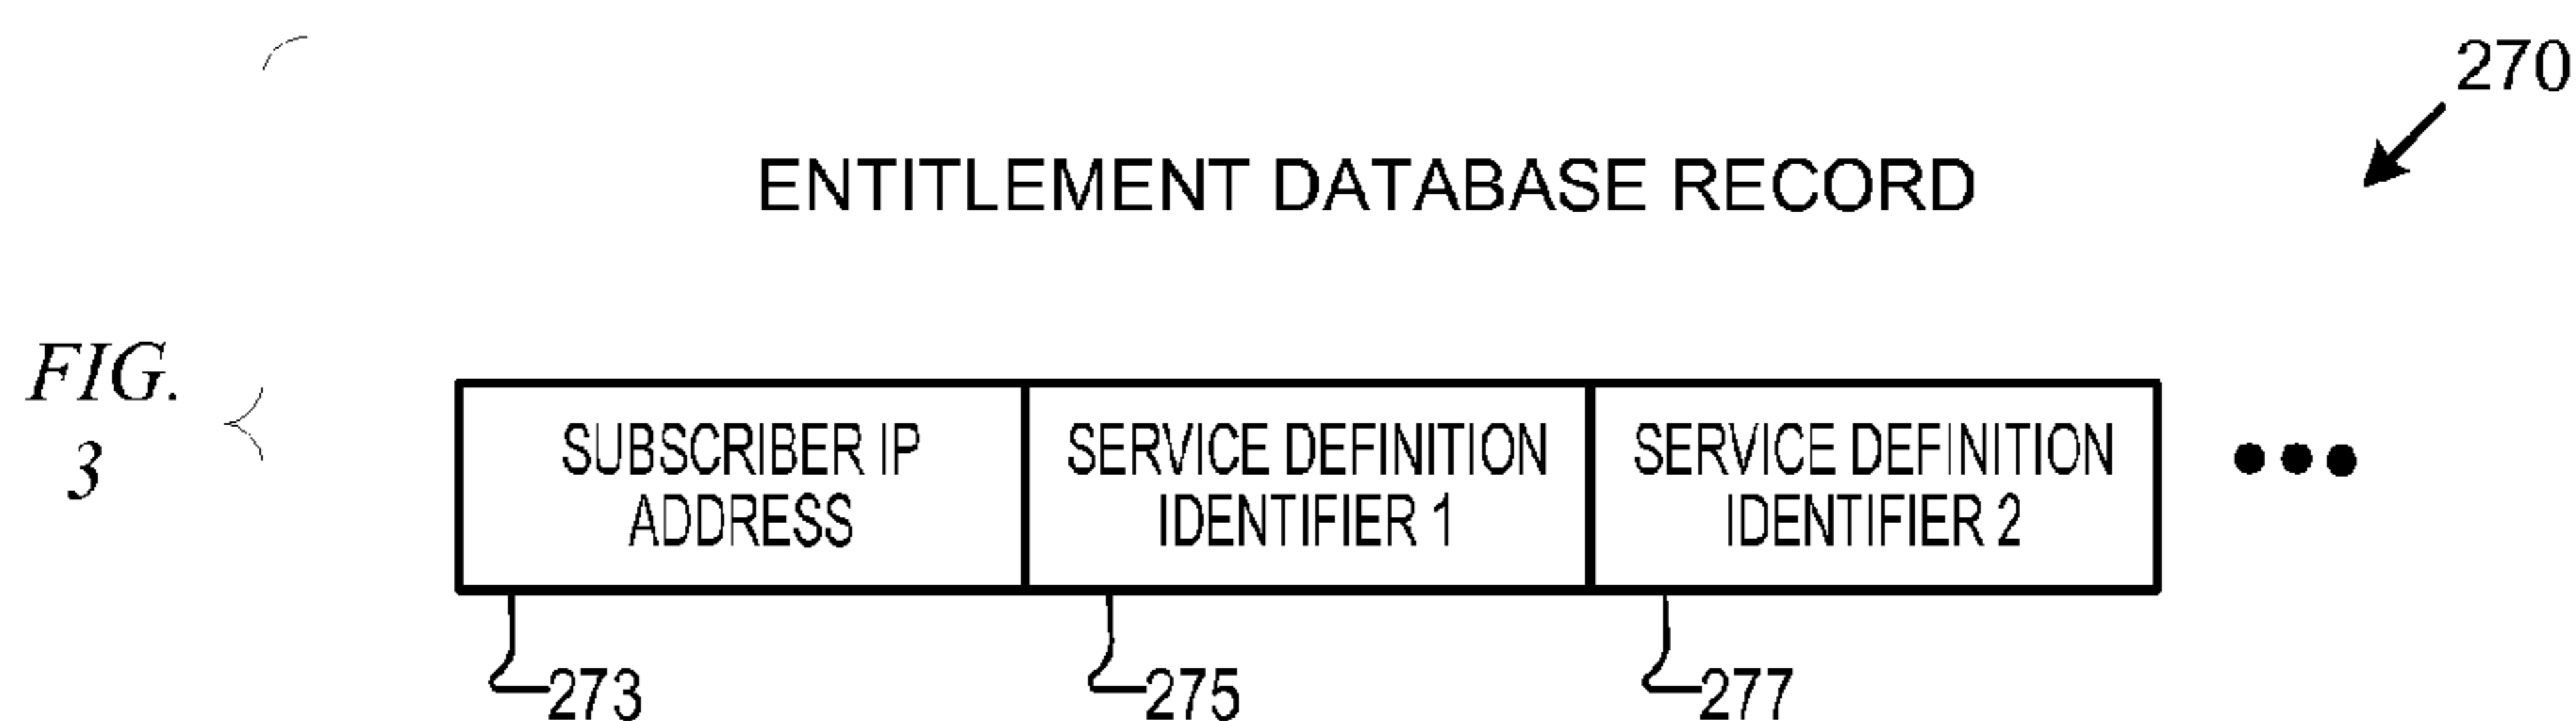 270
ENTITLEMENT DATABASE RECORD
FIG.
3
SUBSCRIBER IP
ADDRESS
SERVICE DEFINITION
IDENTIFIER 1
SERVICE DEFINITION
IDENTIFIER 2
273
275
277